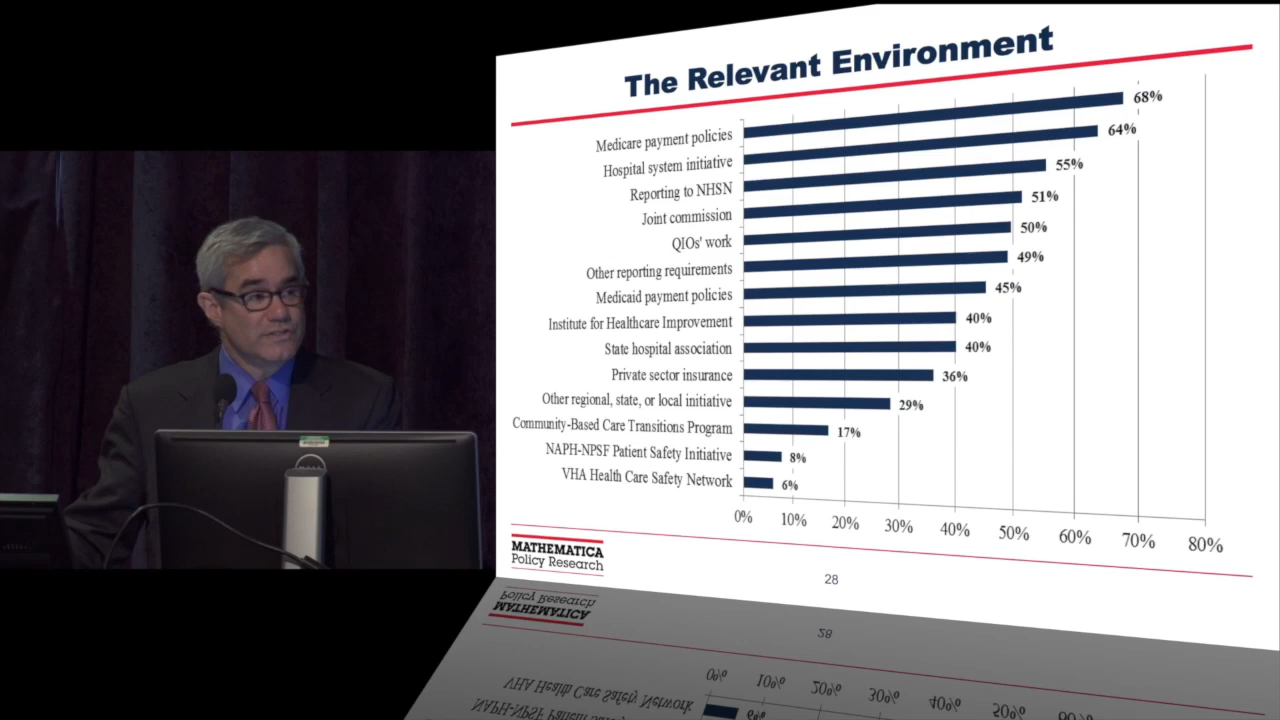 The Relevant Environment
Medicare payment policies 68%
Hospital system initiative 64%
Reporting to NHSN 55%
Joint commission 51%
QIOs' work 50%
Other reporting requirements 49%
Medicaid payment policies 45%
Institute for Healthcare Improvement 40%
State hospital association 40%
Private sector insurance 36%
Other regional, state, or local initiative 29%
Community-Based Care Transitions Program 17%
NAPH-NPSF Patient Safety Initiative 8%
VHA Health Care Safety Network 6%
0% 10% 20% 30% 40% 50% 60% 70% 80%
MATHEMATICA
Policy Research
28